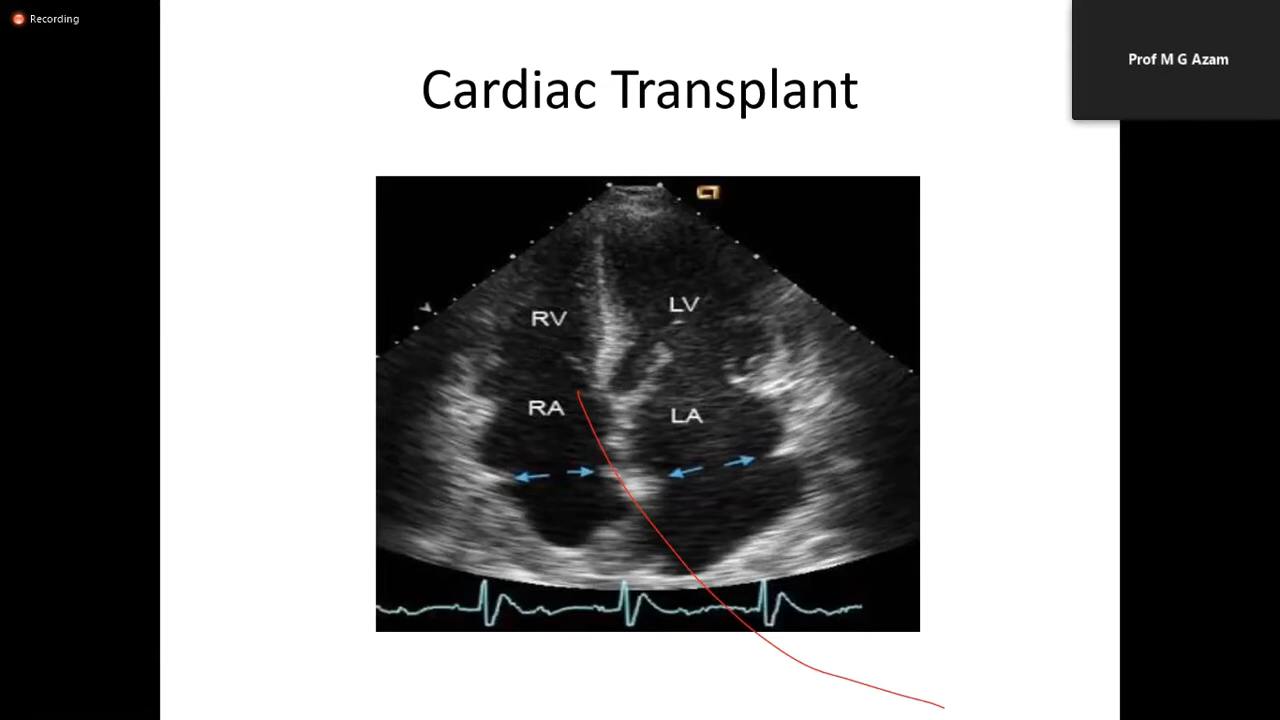 Recording
Prof M G Azam
Cardiac Transplant
RV
LV
RA
LA